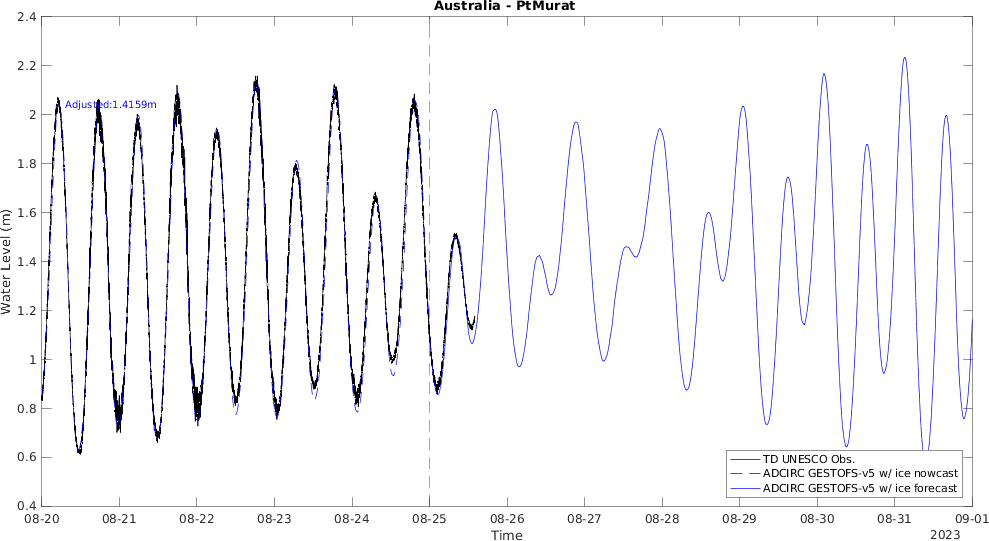 Australia - PtMurat
Water Level (m)
2.4
2.2
2
1.8
1.6
1.4
1.2
1
0.8
0.6
0.4
Adjusted:1.4159m
TD UNESCO Obs.
ADCIRC GESTOFS-v5 w/ ice nowcast
ADCIRC GESTOFS-v5 w/ ice forecast
08-20 08-21 08-22 08-23 08-24 08-25 08-26 08-27 08-28 08-29 08-30 08-31 09-01
Time
2023